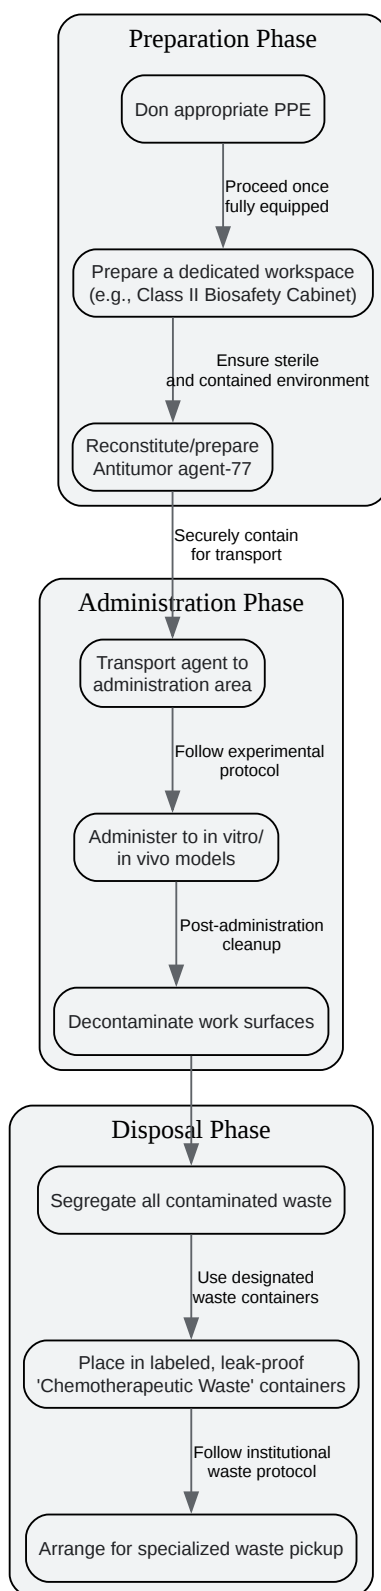 Preparation Phase
Don appropriate PPE
Proceed once
fully equipped
Prepare a dedicated workspace
(e.g., Class II Biosafety Cabinet)
Ensure sterile
and contained environment
Reconstitute/prepare
Antitumor agent-77
Securely contain
for transport
Administration Phase
Transport agent to
administration area
Follow experimental
protocol
Administer to in vitro/
in vivo models
Post-administration
cleanup
Decontaminate work surfaces
Disposal Phase
Segregate all contaminated waste
Use designated
waste containers
Place in labeled, leak-proof
'Chemotherapeutic Waste' containers
Follow institutional
waste protocol
Arrange for specialized waste pickup